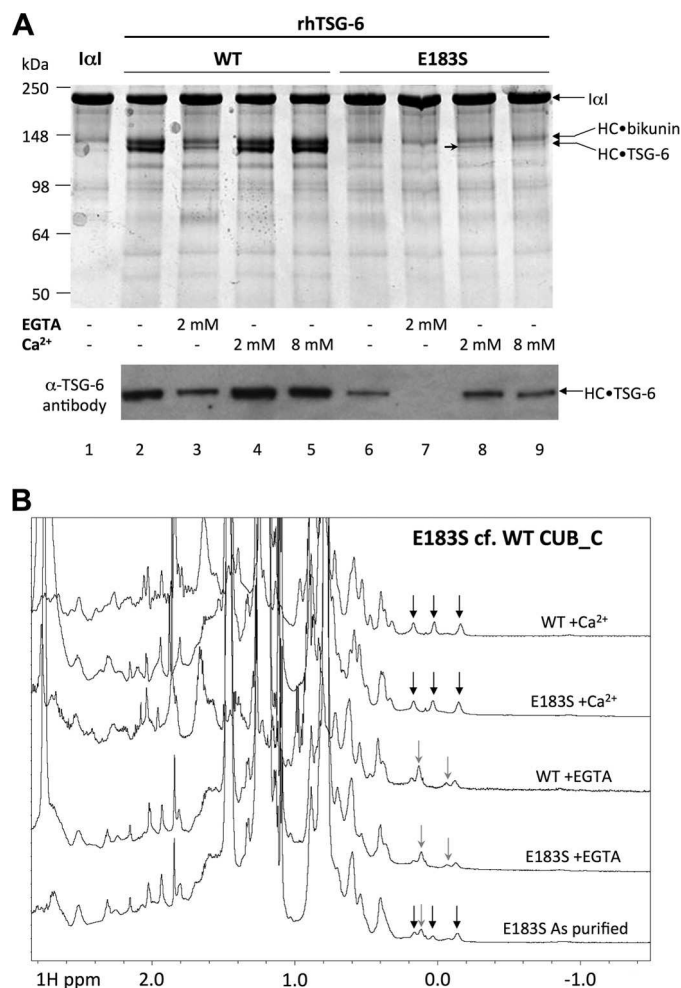 A
rhTSG-6
kDa IαI WT E183S
250
IαI
148
HC•bikunin
HC•TSG-6
98
64
50
EGTA - - 2 mM - - - 2 mM - -
Ca²⁺ - - - 2 mM 8 mM - - 2 mM 8 mM
α-TSG-6
antibody
HC•TSG-6
1 2 3 4 5 6 7 8 9
B
E183S cf. WT CUB_C
WT +Ca²⁺
E183S +Ca²⁺
WT +EGTA
E183S +EGTA
E183S As purified
1H ppm 2.0 1.0 0.0 -1.0